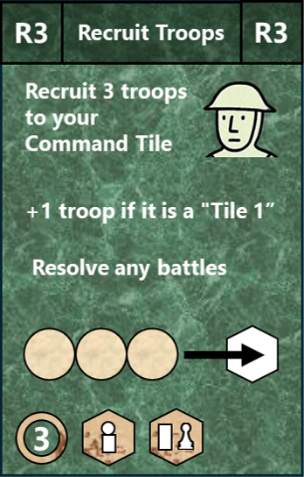 R3 Recruit Troops R3
Recruit 3 troops
to your
Command Tile
+1 troop if it is a "Tile 1”
Resolve any battles
3